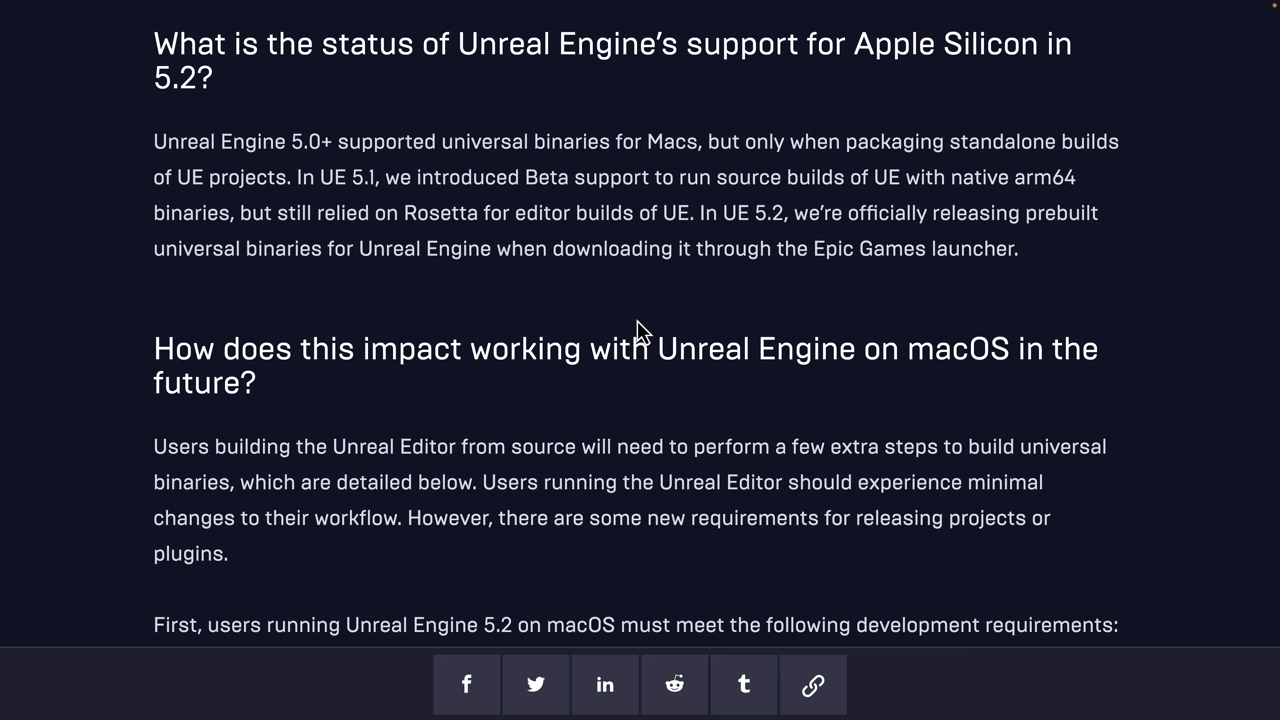 What is the status of Unreal Engine’s support for Apple Silicon in
5.2?
Unreal Engine 5.0+ supported universal binaries for Macs, but only when packaging standalone builds
of UE projects. In UE 5.1, we introduced Beta support to run source builds of UE with native arm64
binaries, but still relied on Rosetta for editor builds of UE. In UE 5.2, we’re officially releasing prebuilt
universal binaries for Unreal Engine when downloading it through the Epic Games launcher.
How does this impact working with Unreal Engine on macOS in the
future?
Users building the Unreal Editor from source will need to perform a few extra steps to build universal
binaries, which are detailed below. Users running the Unreal Editor should experience minimal
changes to their workflow. However, there are some new requirements for releasing projects or
plugins.
First, users running Unreal Engine 5.2 on macOS must meet the following development requirements: